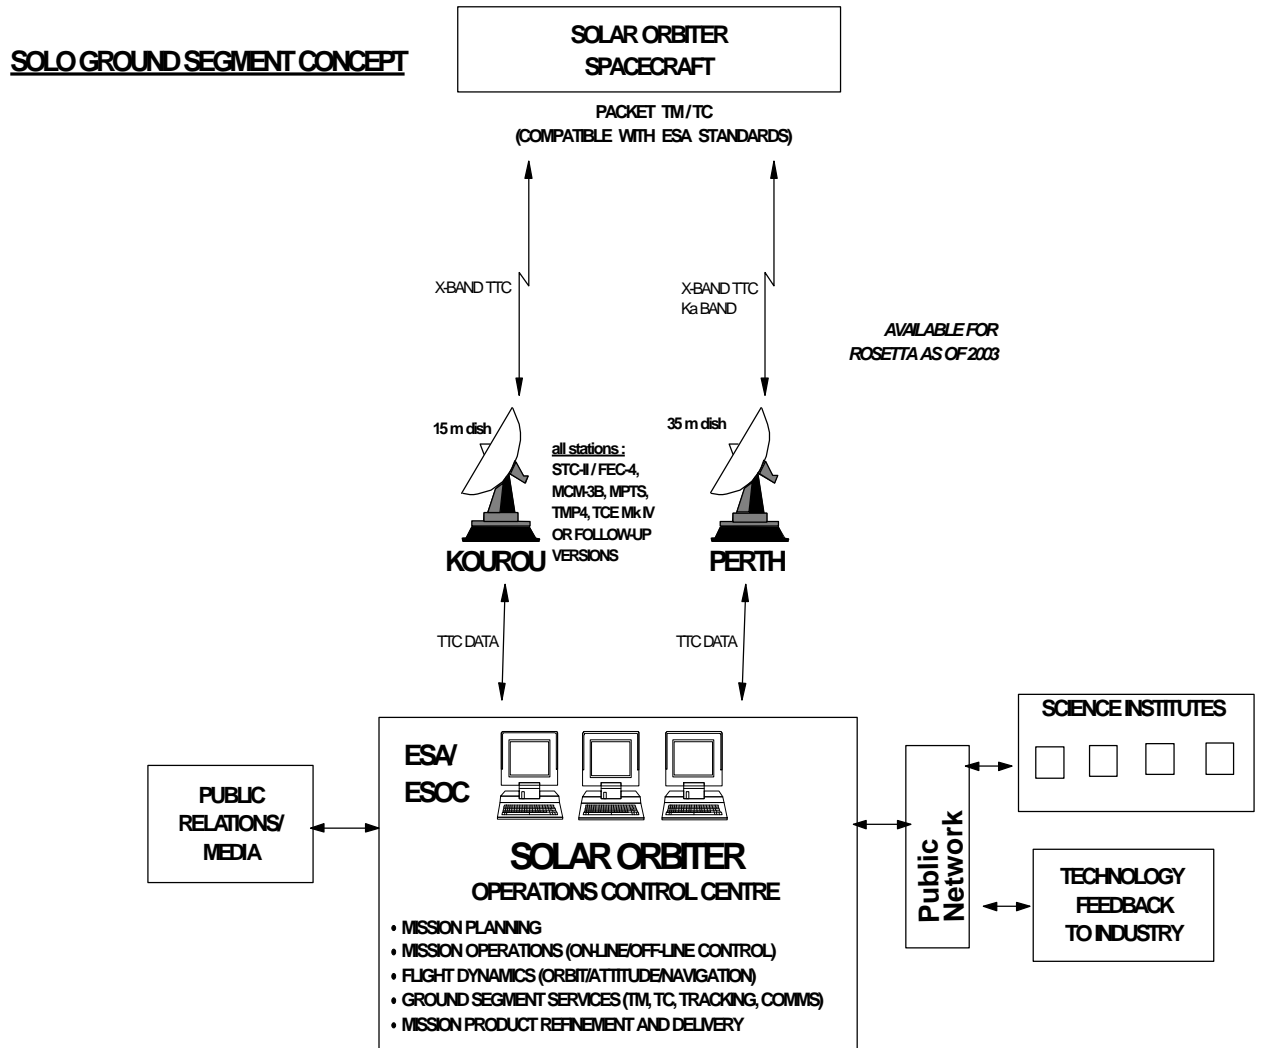 SOLO GROUND SEGMENT CONCEPT
SOLAR ORBITER
SPACECRAFT
PACKET TM / TC
(COMPATIBLE WITH ESA STANDARDS)
X-BAND TTC
X-BAND TTC
Ka BAND
AVAILABLE FOR
ROSETTA AS OF 2003
15 m dish
35 m dish
all stations :
STC-II / FEC-4,
MCM-3B, MPTS,
TMP4, TCE Mk IV
OR FOLLOW-UP
VERSIONS
KOUROU
PERTH
TTC DATA
TTC DATA
PUBLIC
RELATIONS/
MEDIA
ESA/
ESOC
SOLAR ORBITER
OPERATIONS CONTROL CENTRE
• MISSION PLANNING
• MISSION OPERATIONS (ON-LINE/OFF-LINE CONTROL)
• FLIGHT DYNAMICS (ORBIT/ATTITUDE/NAVIGATION)
• GROUND SEGMENT SERVICES (TM, TC, TRACKING, COMMS)
• MISSION PRODUCT REFINEMENT AND DELIVERY
Public
Network
SCIENCE INSTITUTES
TECHNOLOGY
FEEDBACK
TO INDUSTRY